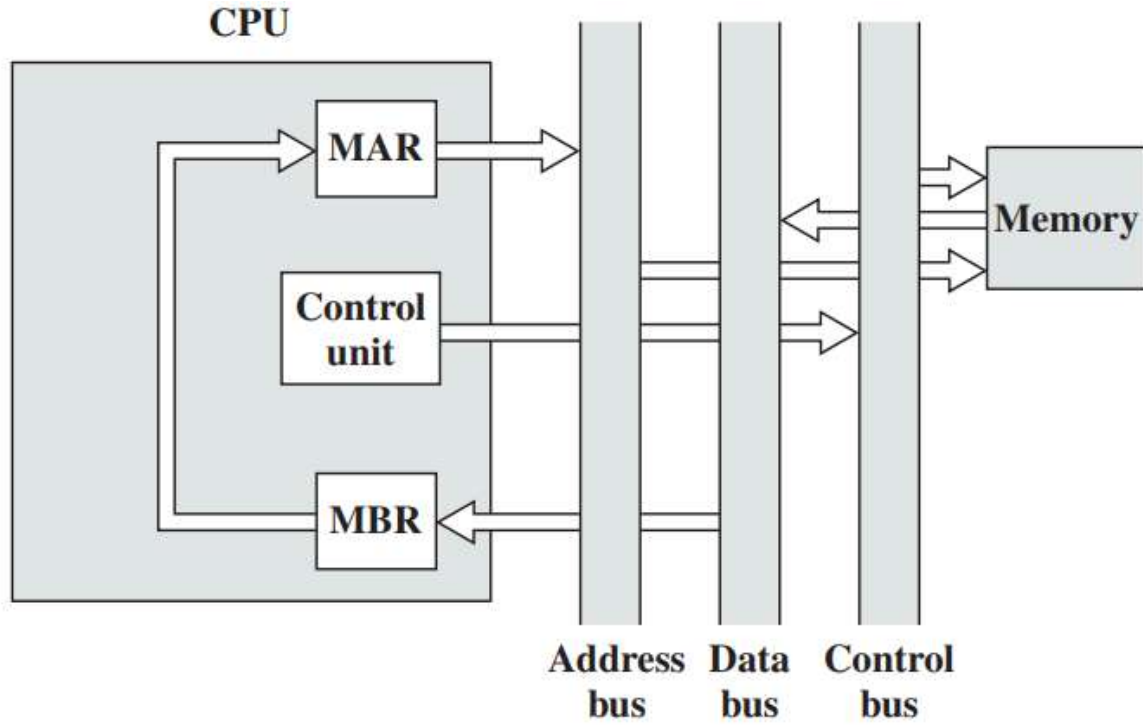 CPU
MAR
Memory
Control
unit
MBR
Address
bus
Data
bus
Control
bus